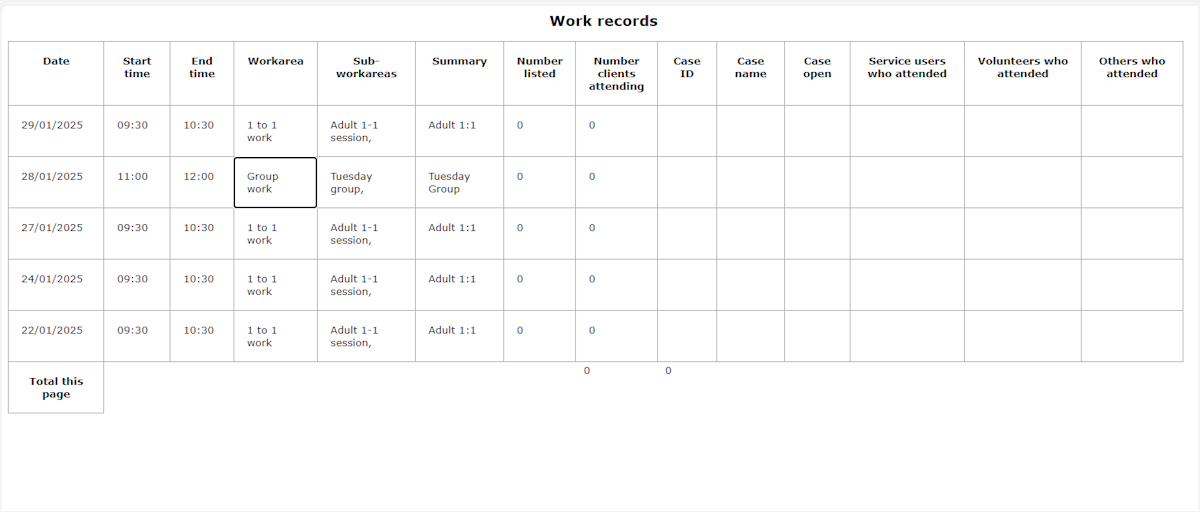 Work records
Date Start time End time Workarea Sub-workareas Summary Number listed Number clients attending Case ID Case name Case open Service users who attended Volunteers who attended Others who attended
29/01/2025 09:30 10:30 1 to 1 work Adult 1-1 session, Adult 1:1 0 0
28/01/2025 11:00 12:00 Group work Tuesday group, Tuesday Group 0 0
27/01/2025 09:30 10:30 1 to 1 work Adult 1-1 session, Adult 1:1 0 0
24/01/2025 09:30 10:30 1 to 1 work Adult 1-1 session, Adult 1:1 0 0
22/01/2025 09:30 10:30 1 to 1 work Adult 1-1 session, Adult 1:1 0 0
Total this page 0 0